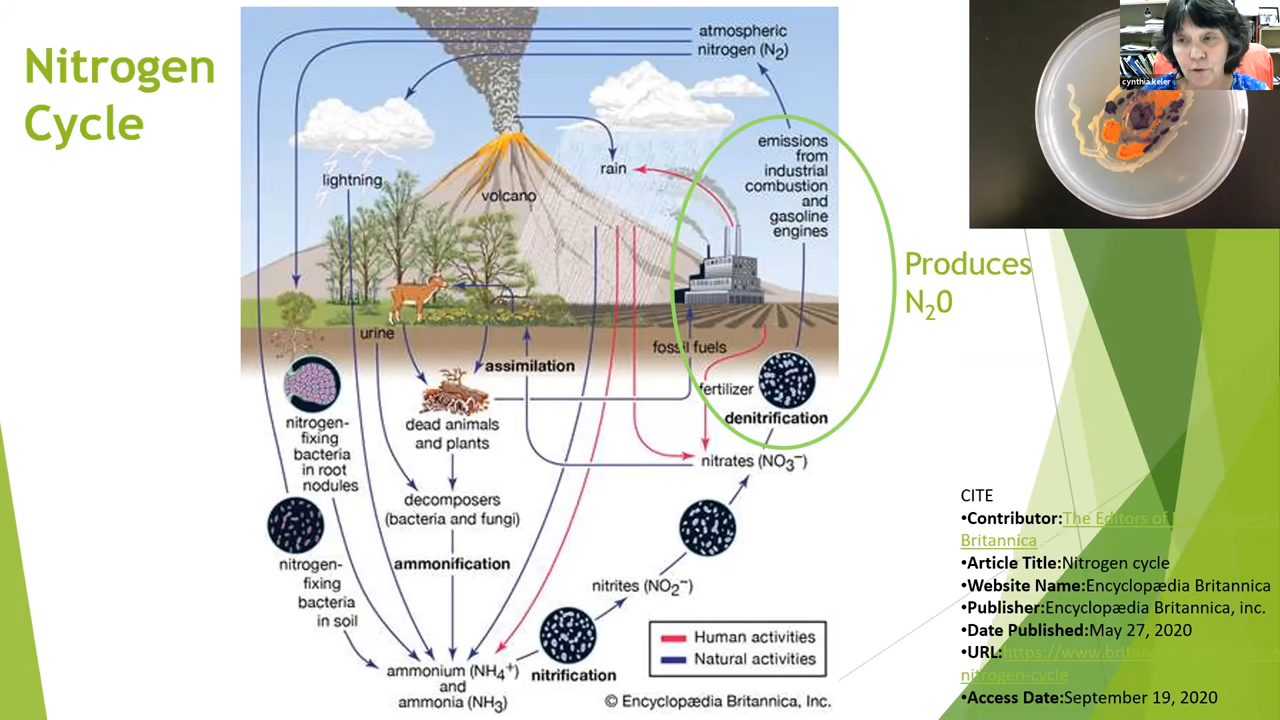 Nitrogen
Cycle
atmospheric
nitrogen (N2)
lightning
volcano
rain
emissions
from
industrial
combustion
and
gasoline
engines
urine
assimilation
fossil fuels
fertilizer
denitrification
nitrogen-
fixing
bacteria
in root
nodules
dead animals
and plants
nitrates (NO3−)
decomposers
(bacteria and fungi)
ammonification
nitrogen-
fixing
bacteria
in soil
nitrites (NO2−)
nitrification
ammonium (NH4+)
and
ammonia (NH3)
Human activities
Natural activities
© Encyclopædia Britannica, Inc.
cynthia keler
Produces
N20
CITE
•Contributor:The Editors of
Britannica
•Article Title:Nitrogen cycle
•Website Name:Encyclopædia Britannica
•Publisher:Encyclopædia Britannica, inc.
•Date Published:May 27, 2020
•URL:https://www.
nitrogen-cycle
•Access Date:September 19, 2020